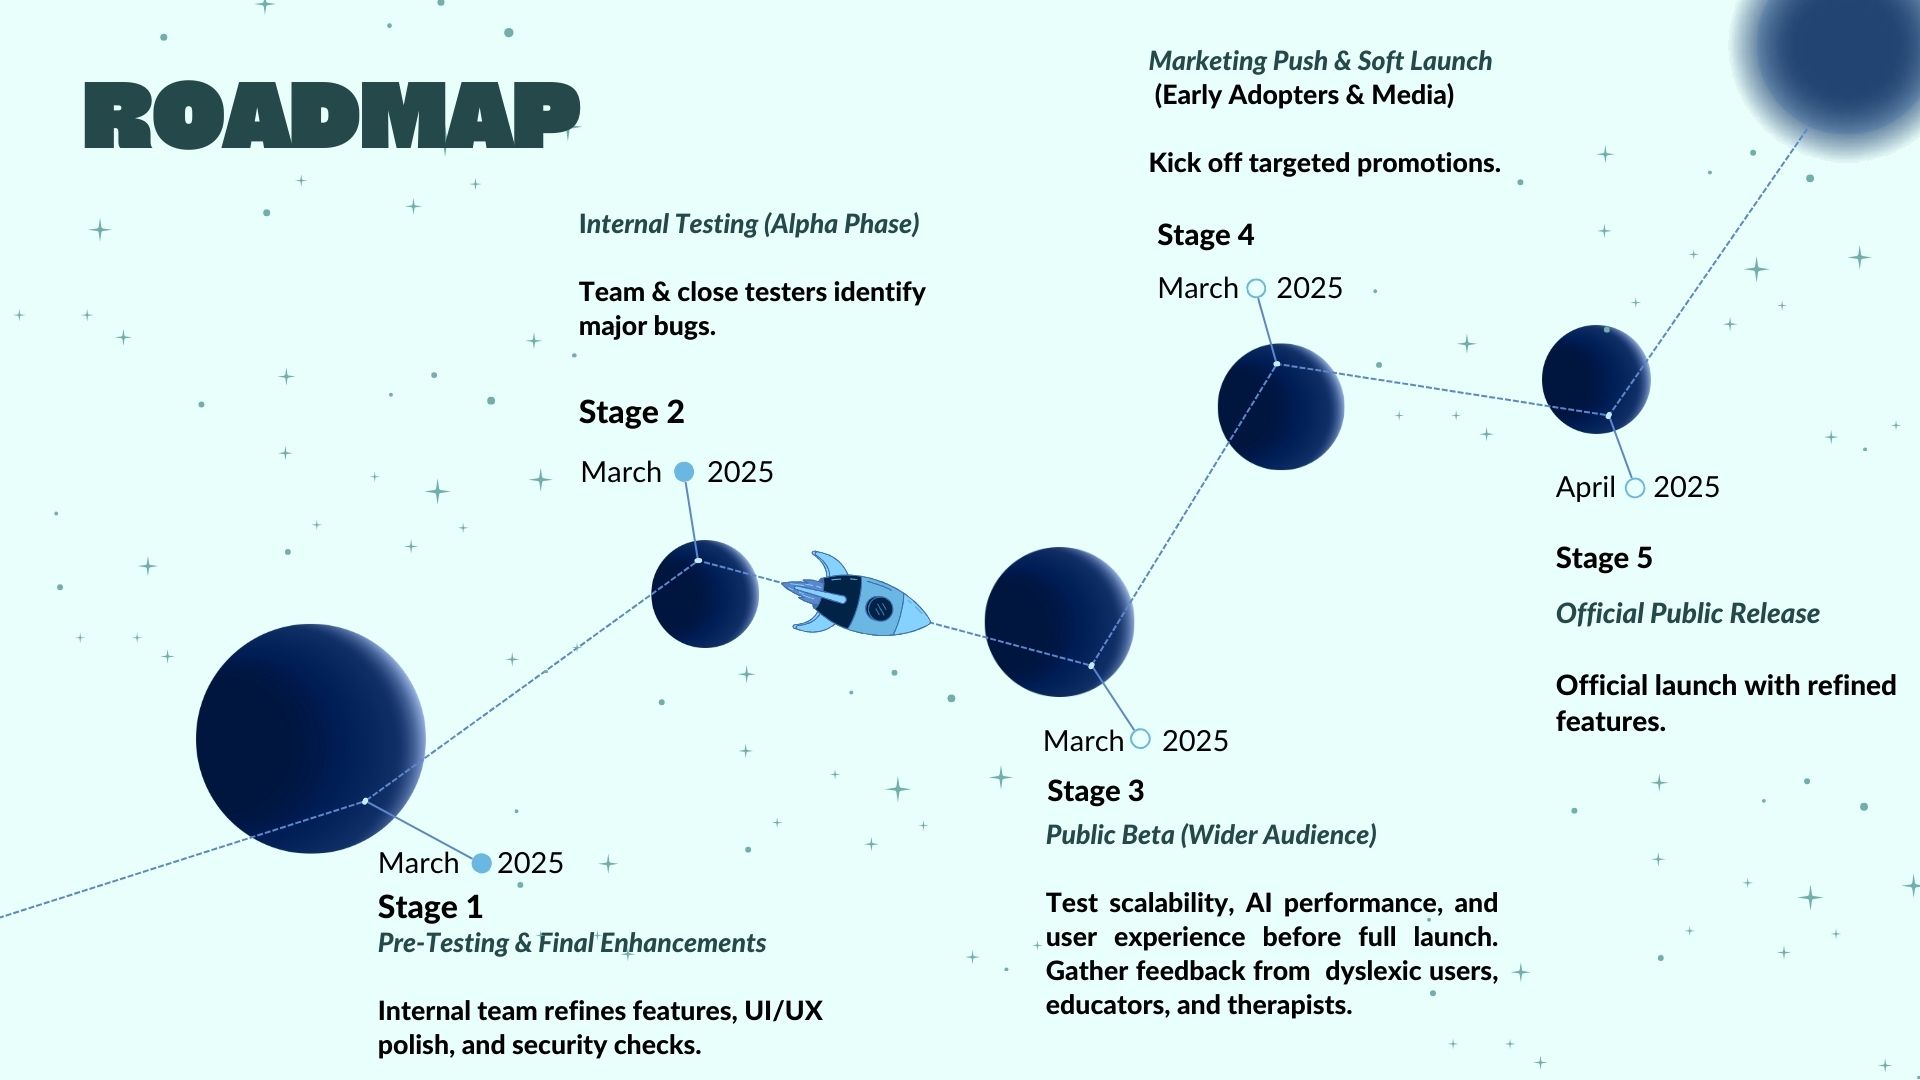 ROADMAP
March 2025
Stage 1
Pre-Testing & Final Enhancements
Internal team refines features, UI/UX
polish, and security checks.
Internal Testing (Alpha Phase)
Team & close testers identify
major bugs.
Stage 2
March 2025
March 2025
Stage 3
Public Beta (Wider Audience)
Test scalability, AI performance, and
user experience before full launch.
Gather feedback from dyslexic users,
educators, and therapists.
Marketing Push & Soft Launch
(Early Adopters & Media)
Kick off targeted promotions.
Stage 4
March 2025
April 2025
Stage 5
Official Public Release
Official launch with refined
features.